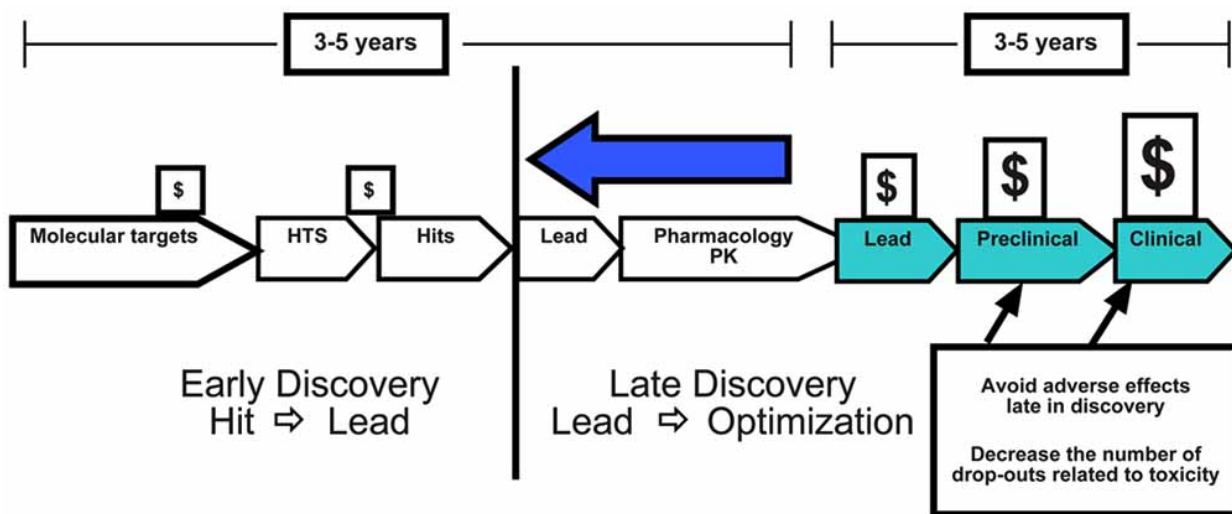 3-5 years
3-5 years
$
$
$
$
$
Molecular targets
HTS
Hits
Lead
Pharmacology
PK
Lead
Preclinical
Clinical
Early Discovery
Hit ⇨ Lead
Late Discovery
Lead ⇨ Optimization
Avoid adverse effects
late in discovery
Decrease the number of
drop-outs related to toxicity